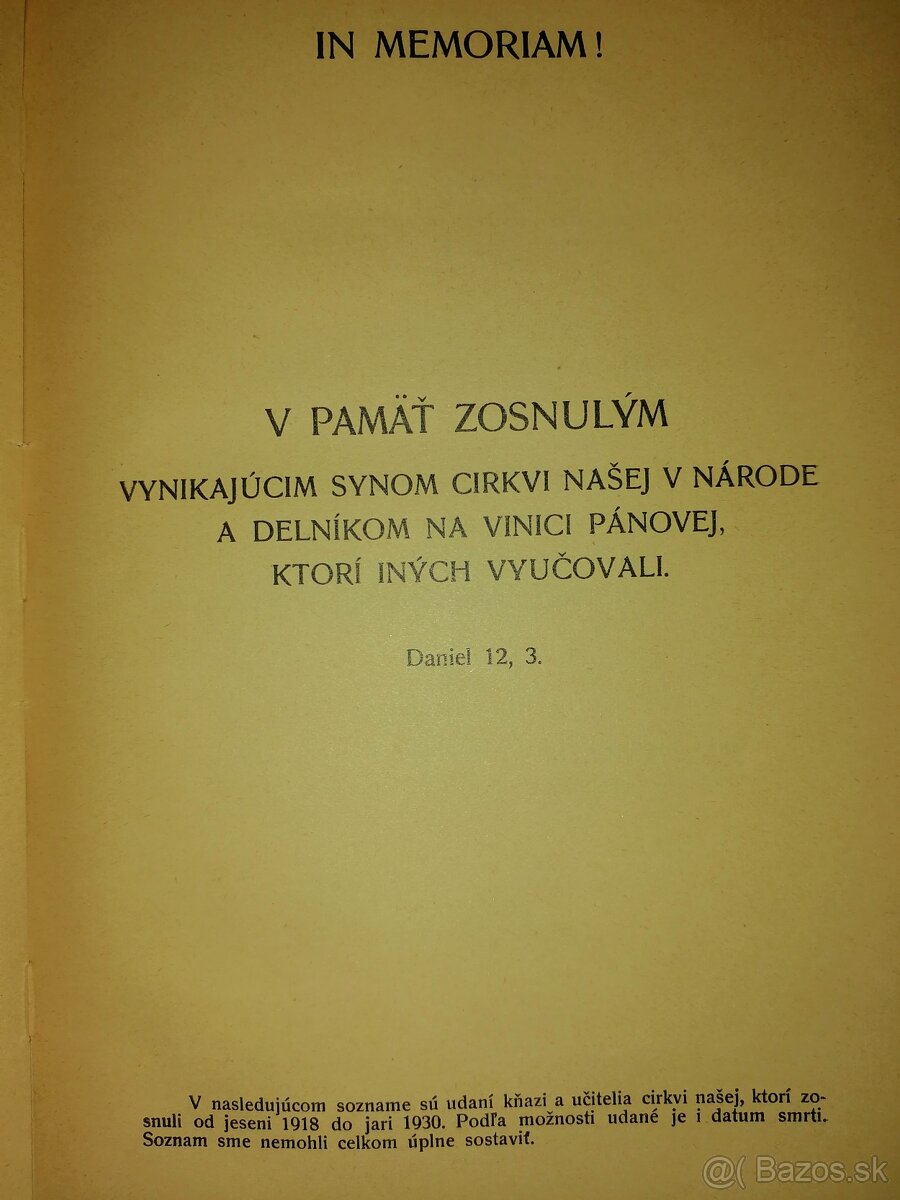 IN MEMORIAM!
V PAMÄŤ ZOSNULÝM
VYNIKAJÚCIM SYNOM CIRKVI NAŠEJ V NÁRODE
A DELNÍKOM NA VINICI PÁNOVEJ,
KTORÍ INÝCH VYUČOVALI.
Daniel 12, 3.
V nasledujúcom sozname sú udaní kňazi a učitelia cirkvi našej, ktorí zo-
snuli od jeseni 1918 do jari 1930. Podľa možnosti udané je i datum smrti.
Soznam sme nemohli celkom úplne sostaviť.
@( Bazos.sk